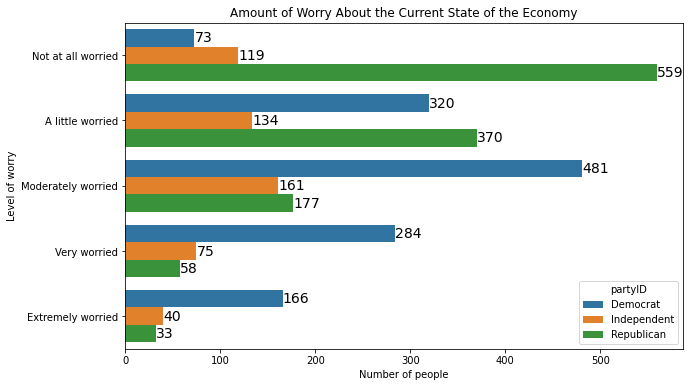 Amount of Worry About the Current State of the Economy
Level of worry
Not at all worried
73
119
559
A little worried
320
134
370
Moderately worried
481
161
177
Very worried
284
75
58
Extremely worried
166
40
33
partyID
Democrat
Independent
Republican
0 100 200 300 400 500
Number of people